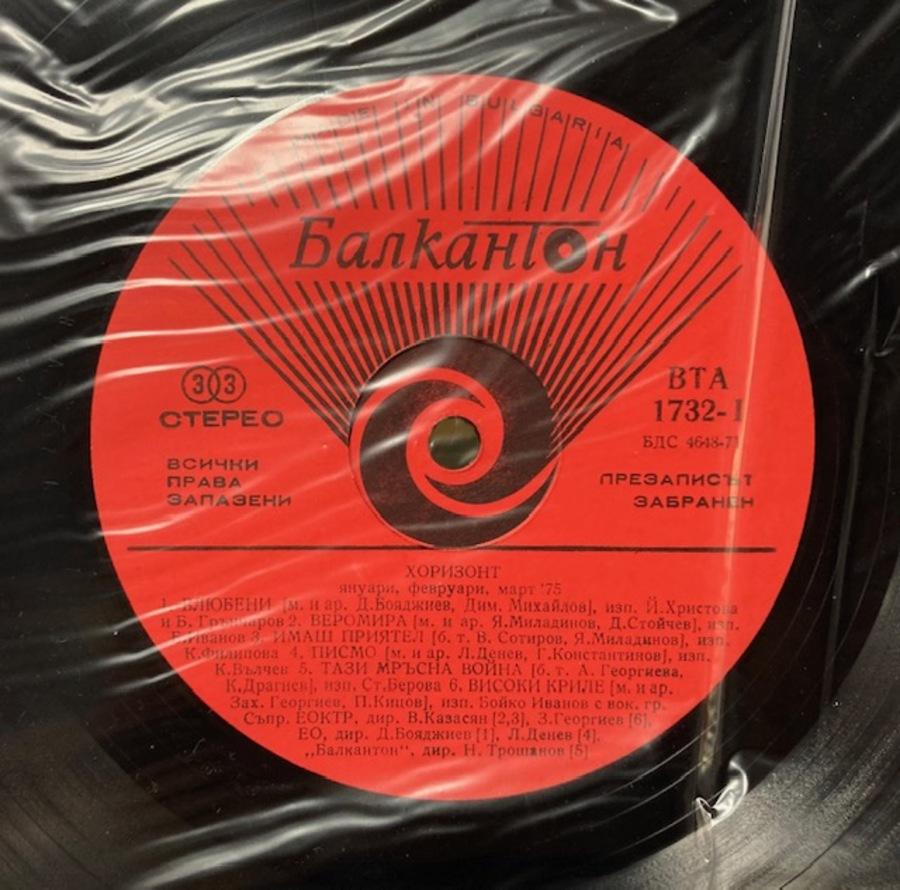 MADE IN BULGARIA
Балкантон
33
СТЕРЕО
ВСИЧКИ
ПРАВА
ЗАПАЗЕНИ
ВТА
1732-I
БДС 4648-71
ПРЕЗАПИСЪТ
ЗАБРАНЕН
ХОРИЗОНТ
януари, февруари, март '75
1. ВЛЮБЕНИ [м. и ар. Д.Бояджиев, Дим. Михайлов], изп. Й.Христова
и Б. Грънчаров 2. ВЕРОМИРА [м. и ар. Я.Миладинов, Д.Стойчев], изп.
Б.Иванов 3. ИМАШ ПРИЯТЕЛ [б. т. В. Сотиров, Я.Миладинов], изп.
К.Филипова 4. ПИСМО [м. и ар. Л.Денев, Г.Константинов], изп.
К.Вълчев 5. ТАЗИ МРЪСНА ВОЙНА [б. т. А. Георгиева,
К.Драгнев], изп. Ст.Берова 6. ВИСОКИ КРИЛЕ [м. и ар.
Зах. Георгиев, П.Кицов], изп. Бойко Иванов с вок. гр.
Съпр. ЕОКТР, дир. В.Казасян [2,3], З.Георгиев [6],
ЕО, дир. Д.Бояджиев [1], Л.Денев [4],
„Балкантон“, дир. Н. Трошанов [5]